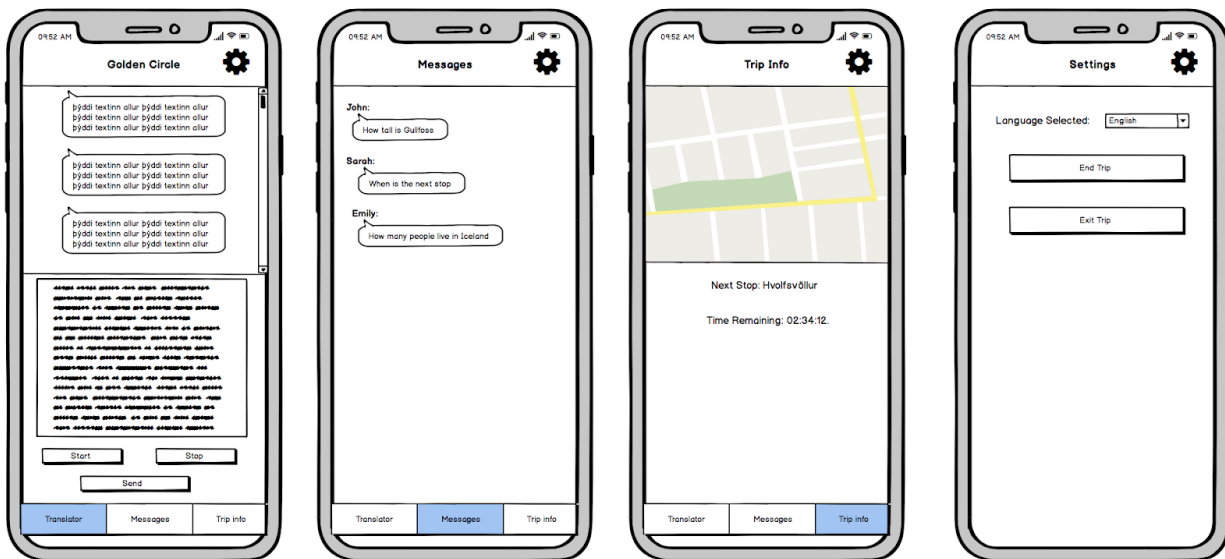 09:52 AM
Golden Circle
þýddi textinn allur þýddi textinn allur
þýddi textinn allur þýddi textinn allur
þýddi textinn allur þýddi textinn allur
þýddi textinn allur þýddi textinn allur
þýddi textinn allur þýddi textinn allur
þýddi textinn allur þýddi textinn allur
þýddi textinn allur þýddi textinn allur
þýddi textinn allur þýddi textinn allur
þýddi textinn allur þýddi textinn allur
Start
Stop
Send
Translator
Messages
Trip info
09:52 AM
Messages
John:
How tall is Gullfoss
Sarah:
When is the next stop
Emily:
How many people live in Iceland
Translator
Messages
Trip info
09:52 AM
Trip Info
Next Stop: Hvolfsvõllur
Time Remaining: 02:34:12.
Translator
Messages
Trip info
09:52 AM
Settings
Language Selected:
English
End Trip
Exit Trip